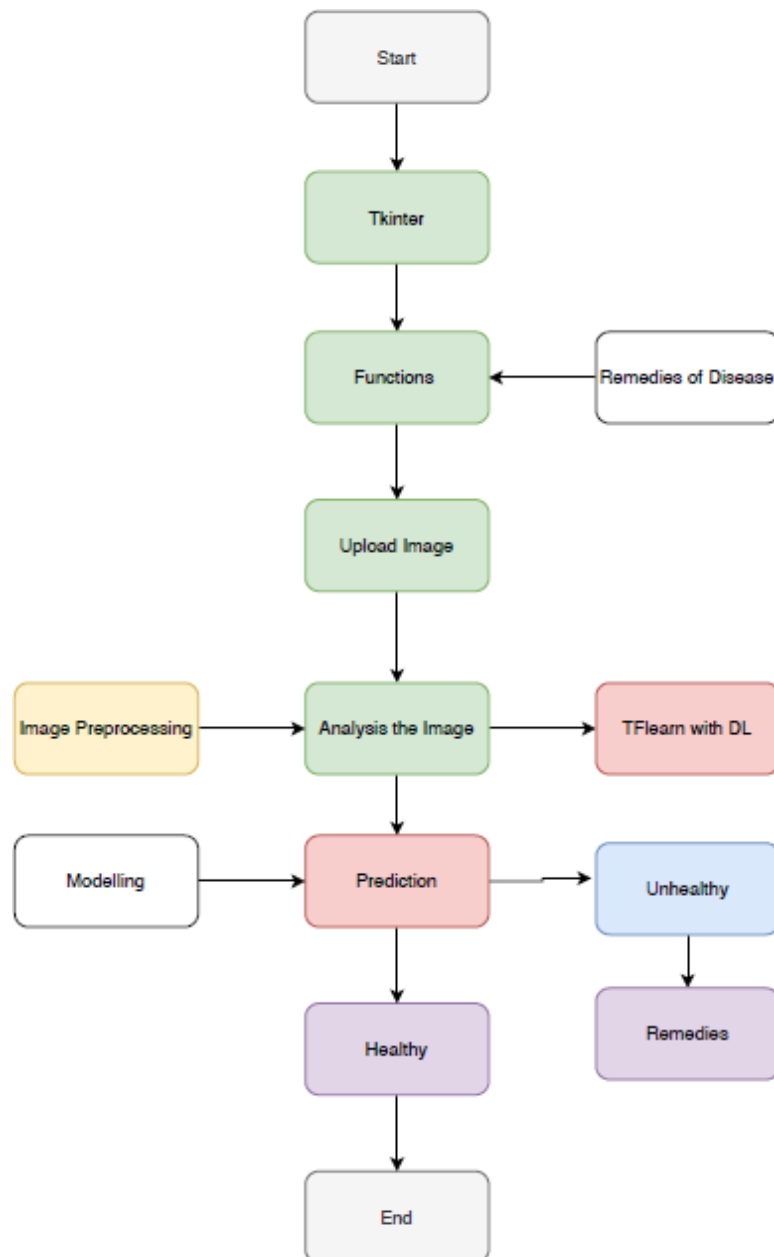 Start
Tkinter
Functions
Remedies of Disease
Upload Image
Image Preprocessing
Analysis the Image
TFlearn with DL
Modelling
Prediction
Unhealthy
Healthy
Remedies
End